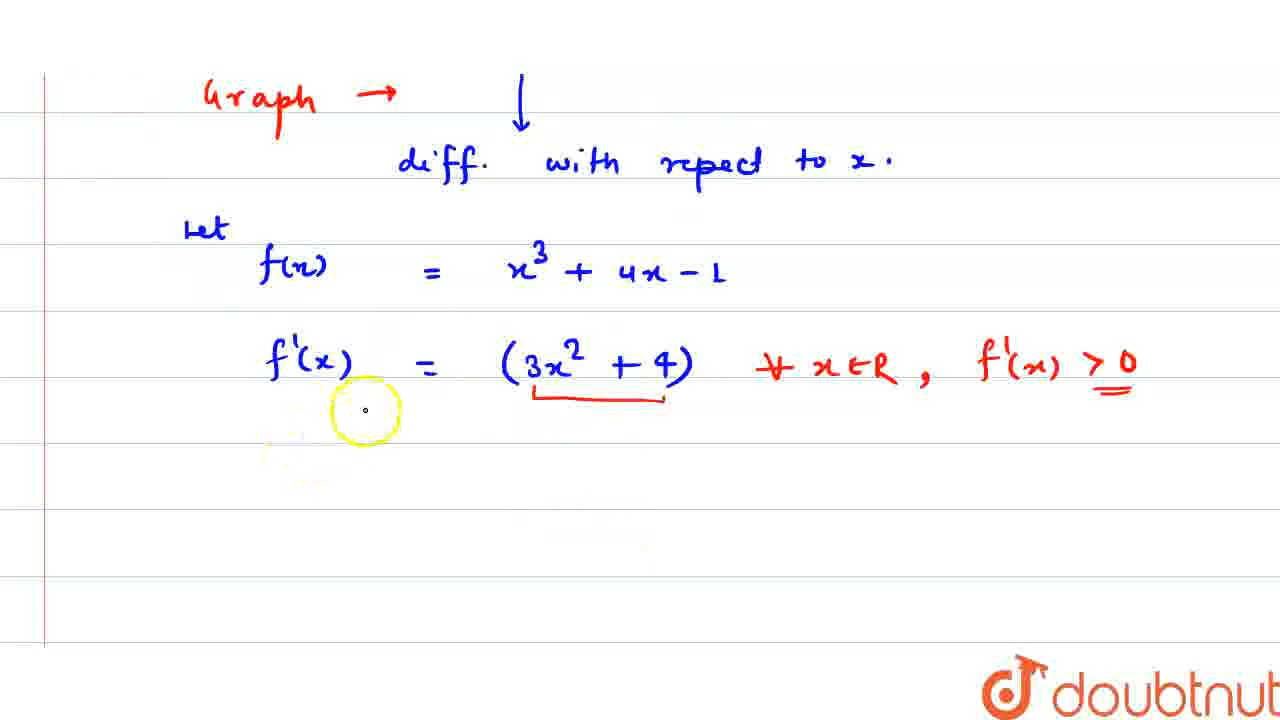 Graph → ↓
diff. with repect to x.
Let
f(x) = x³ + 4x - 1
f'(x) = (3x² + 4) ∀ x ∈ R, f'(x) > 0
doubtnut